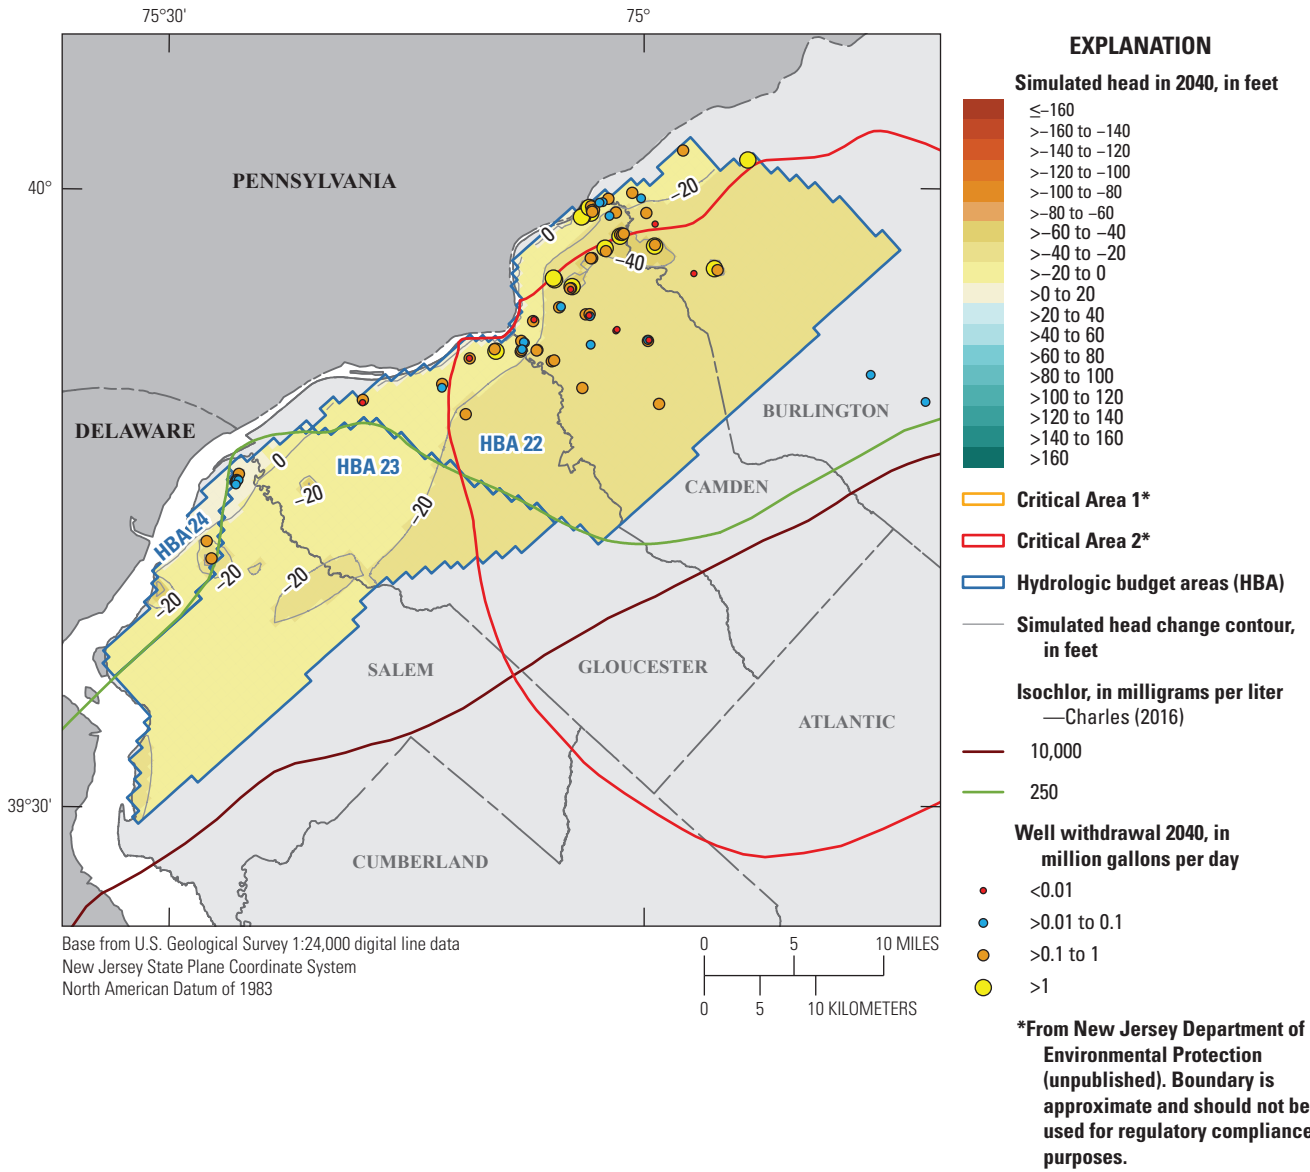 75°30'
75°
40°
39°30'
PENNSYLVANIA
DELAWARE
HBA 22
HBA 23
HBA 24
BURLINGTON
CAMDEN
SALEM
GLOUCESTER
ATLANTIC
CUMBERLAND
–20
0
–40
0
–20
–20
–20
–20
–20
Base from U.S. Geological Survey 1:24,000 digital line data
New Jersey State Plane Coordinate System
North American Datum of 1983
0 5 10 MILES
0 5 10 KILOMETERS
EXPLANATION
Simulated head in 2040, in feet
≤–160
>–160 to –140
>–140 to –120
>–120 to –100
>–100 to –80
>–80 to –60
>–60 to –40
>–40 to –20
>–20 to 0
>0 to 20
>20 to 40
>40 to 60
>60 to 80
>80 to 100
>100 to 120
>120 to 140
>140 to 160
>160
Critical Area 1*
Critical Area 2*
Hydrologic budget areas (HBA)
Simulated head change contour,
in feet
Isochlor, in milligrams per liter
—Charles (2016)
10,000
250
Well withdrawal 2040, in
million gallons per day
<0.01
>0.01 to 0.1
>0.1 to 1
>1
*From New Jersey Department of
Environmental Protection
(unpublished). Boundary is
approximate and should not be
used for regulatory compliance
purposes.